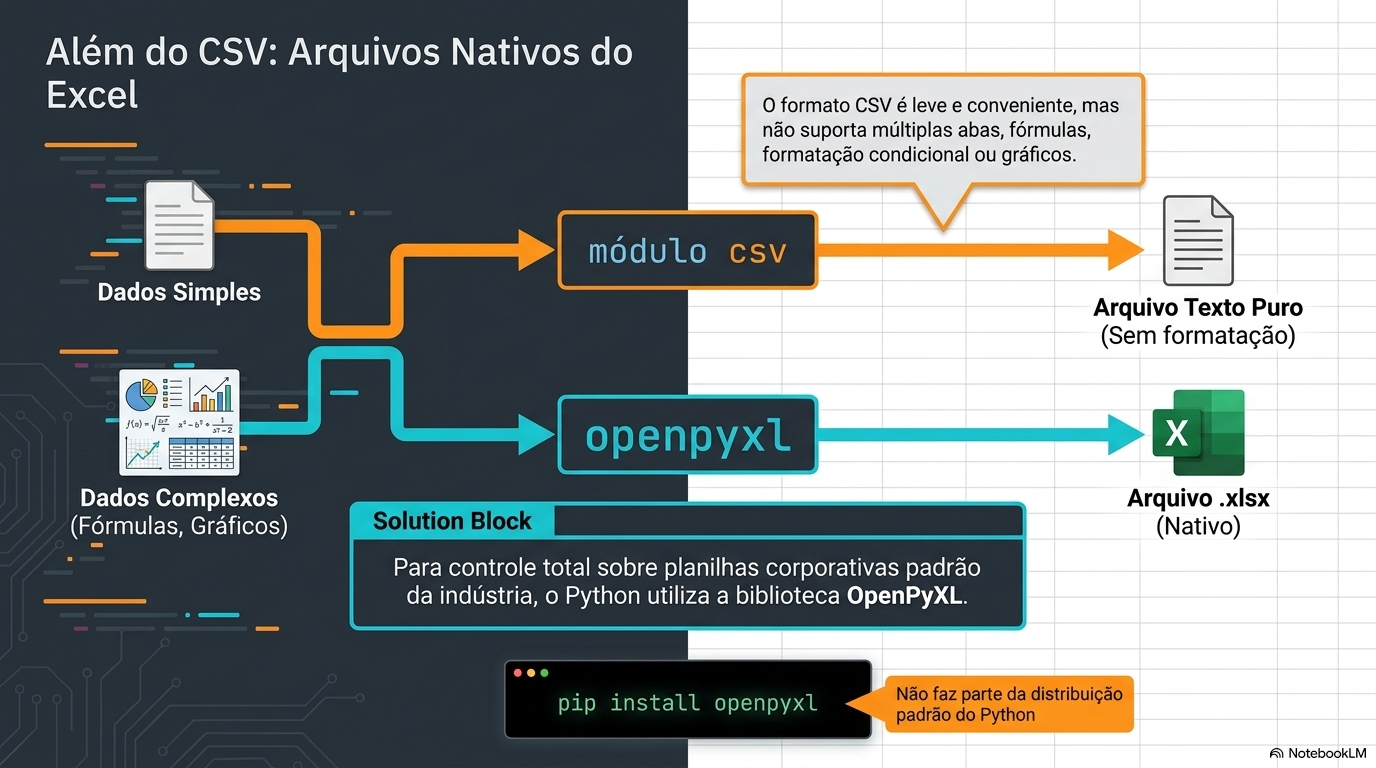 Além do CSV: Arquivos Nativos do
Excel
O formato CSV é leve e conveniente, mas
não suporta múltiplas abas, fórmulas,
formatação condicional ou gráficos.
Dados Simples
módulo csv
Arquivo Texto Puro
(Sem formatação)
Dados Complexos
(Fórmulas, Gráficos)
openpyxl
X
Arquivo .xlsx
(Nativo)
Solution Block
Para controle total sobre planilhas corporativas padrão
da indústria, o Python utiliza a biblioteca OpenPyXL.
pip install openpyxl
Não faz parte da distribuição
padrão do Python
NotebookLM